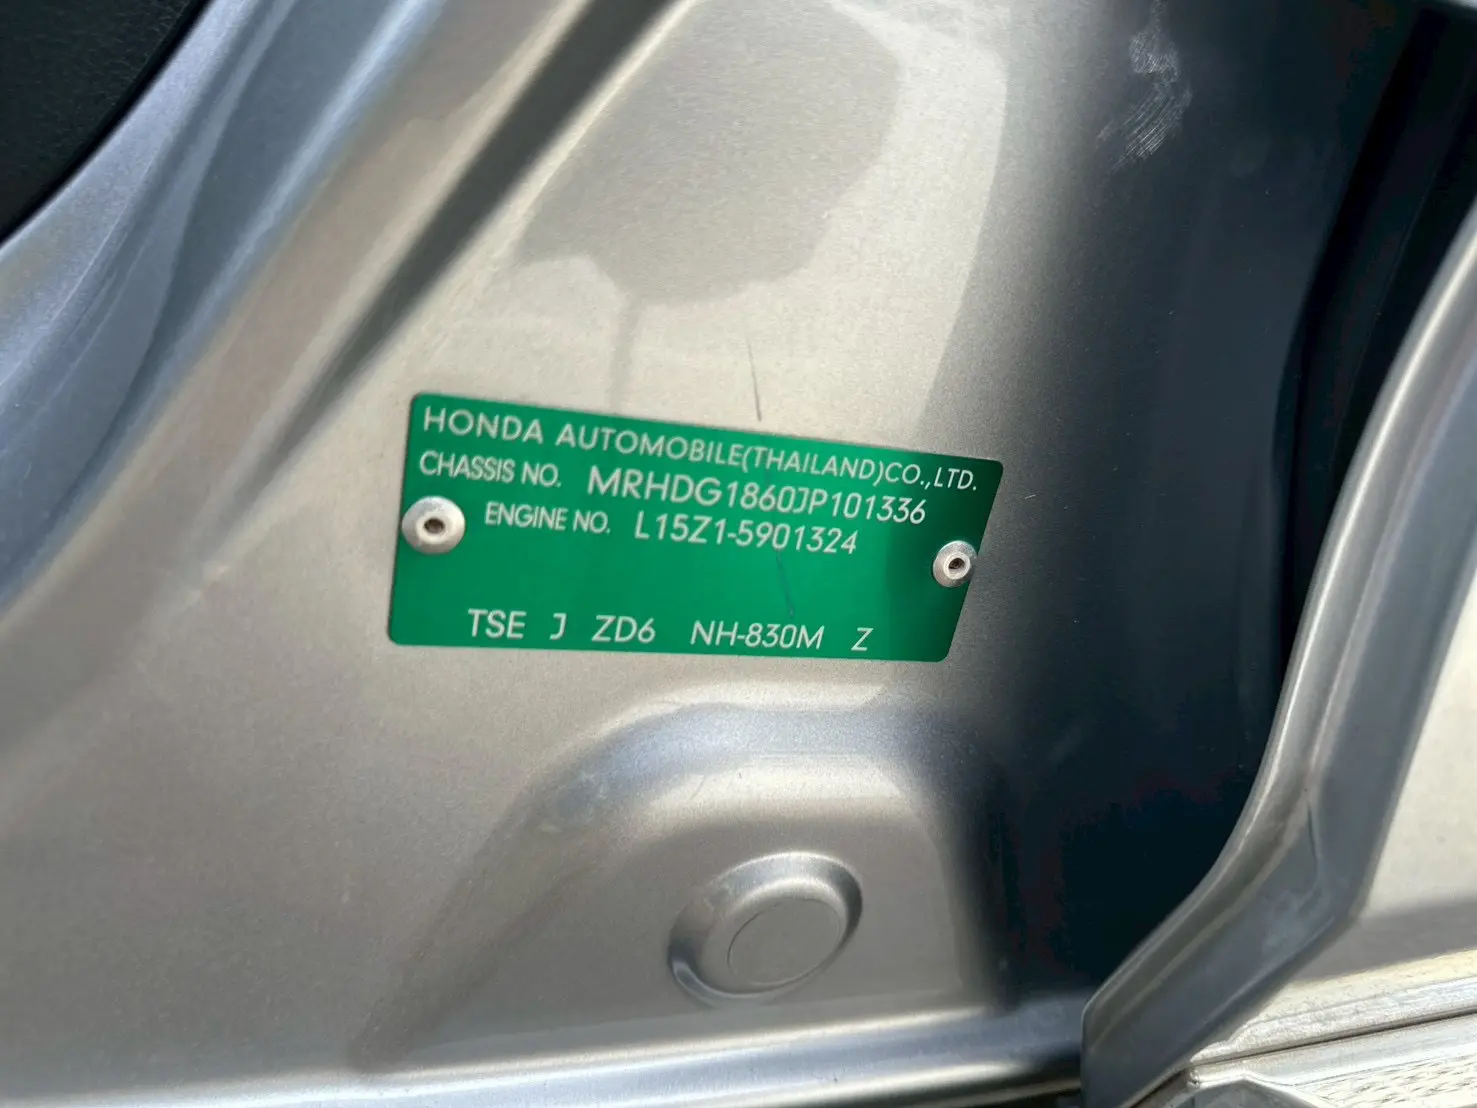 HONDA AUTOMOBILE(THAILAND)CO.,LTD.
CHASSIS NO. MRHDG1860JP101336
ENGINE NO. L15Z1-5901324
TSE J ZD6 NH-830M Z